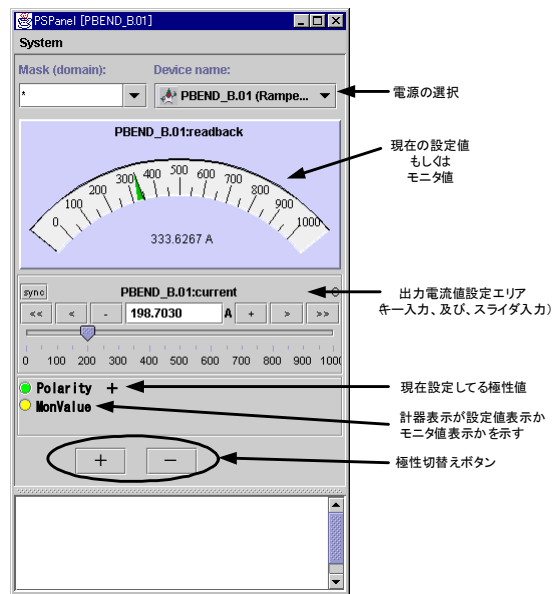 PSPanel [PBEND_B.01]
System
Mask (domain): Device name:
* PBEND_B.01 (Rampe...
電源の選択
PBEND_B.01:readback
0 100 200 300 400 500 600 700 800 900 1000
333.6267 A
現在の設定値
もしくは
モニタ値
sync PBEND_B.01:current
<< < - 198.7030 A + > >>
0 100 200 300 400 500 600 700 800 900 1000
出力電流値設定エリア
(キー入力、及び、スライダ入力)
Polarity +
現在設定してる極性値
MonValue
計器表示が設定値表示か
モニタ値表示かを示す
+ −
極性切替えボタン